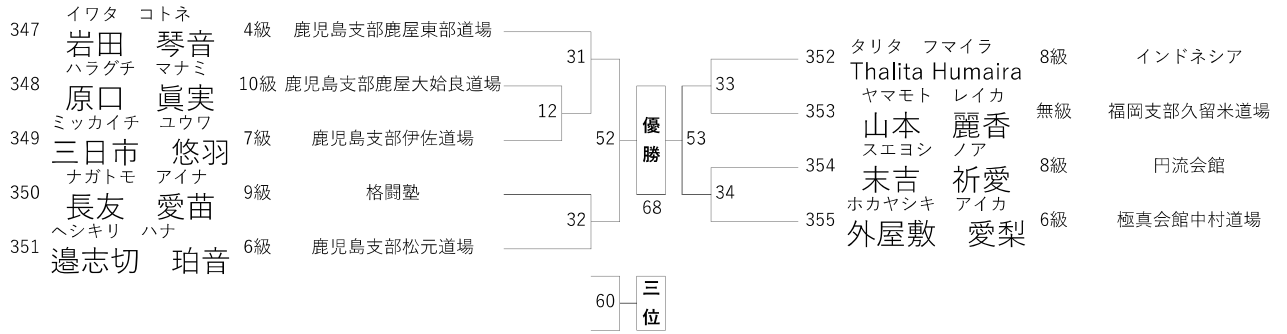 イワタ コトネ
347 岩田 琴音 4級 鹿児島支部鹿屋東部道場
ハラグチ マナミ
348 原口 眞実 10級 鹿児島支部鹿屋大姶良道場
ミッカイチ ユウワ
349 三日市 悠羽 7級 鹿児島支部伊佐道場
ナガトモ アイナ
350 長友 愛苗 9級 格闘塾
ヘシキリ ハナ
351 邉志切 珀音 6級 鹿児島支部松元道場
31
12
32
52
優勝
68
53
33
34
タリタ フマイラ
352 Thalita Humaira 8級 インドネシア
ヤマモト レイカ
353 山本 麗香 無級 福岡支部久留米道場
スエヨシ ノア
354 末吉 祈愛 8級 円流会館
ホカヤシキ アイカ
355 外屋敷 愛梨 6級 極真会館中村道場
60
三位